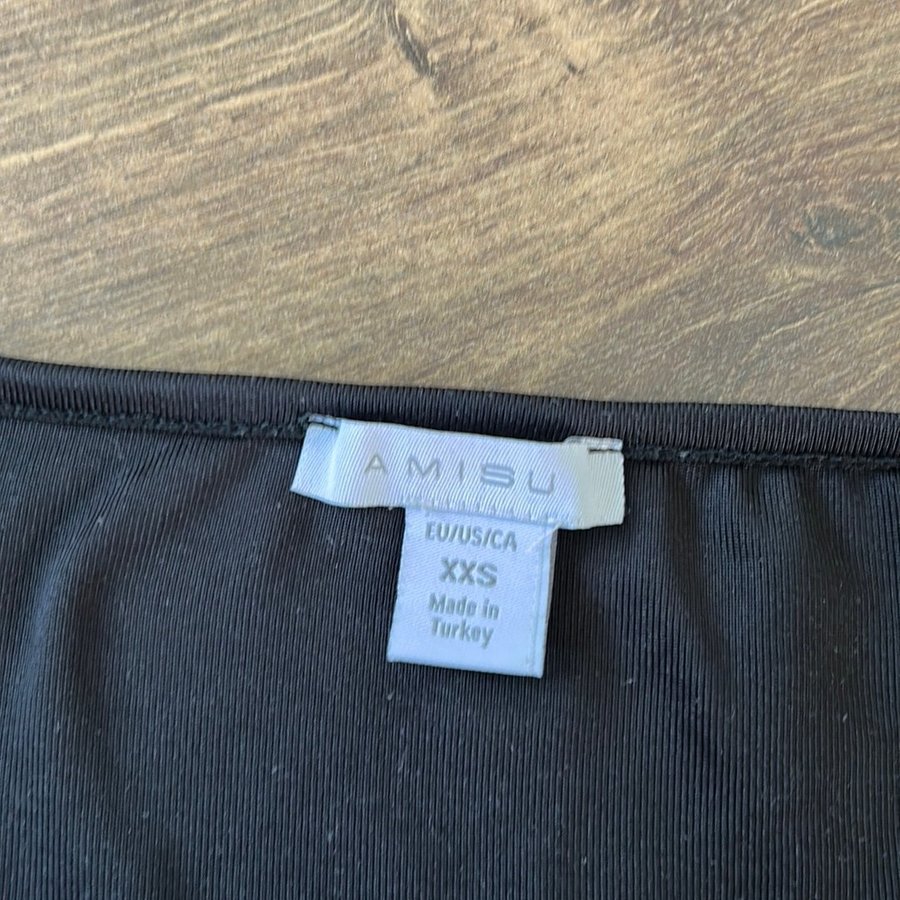 AMISU
EU/US/CA
XXS
Made in
Turkey